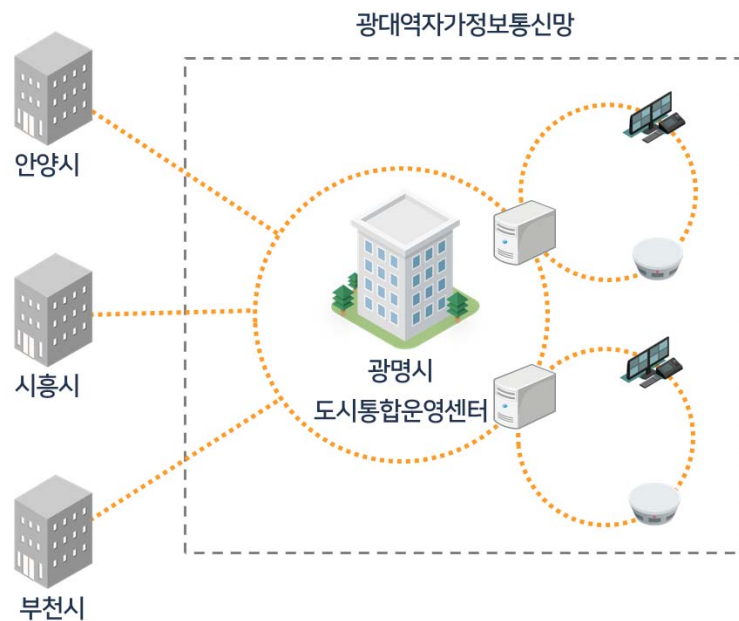 광대역자가정보통신망
안양시
시흥시
광명시
도시통합운영센터
부천시